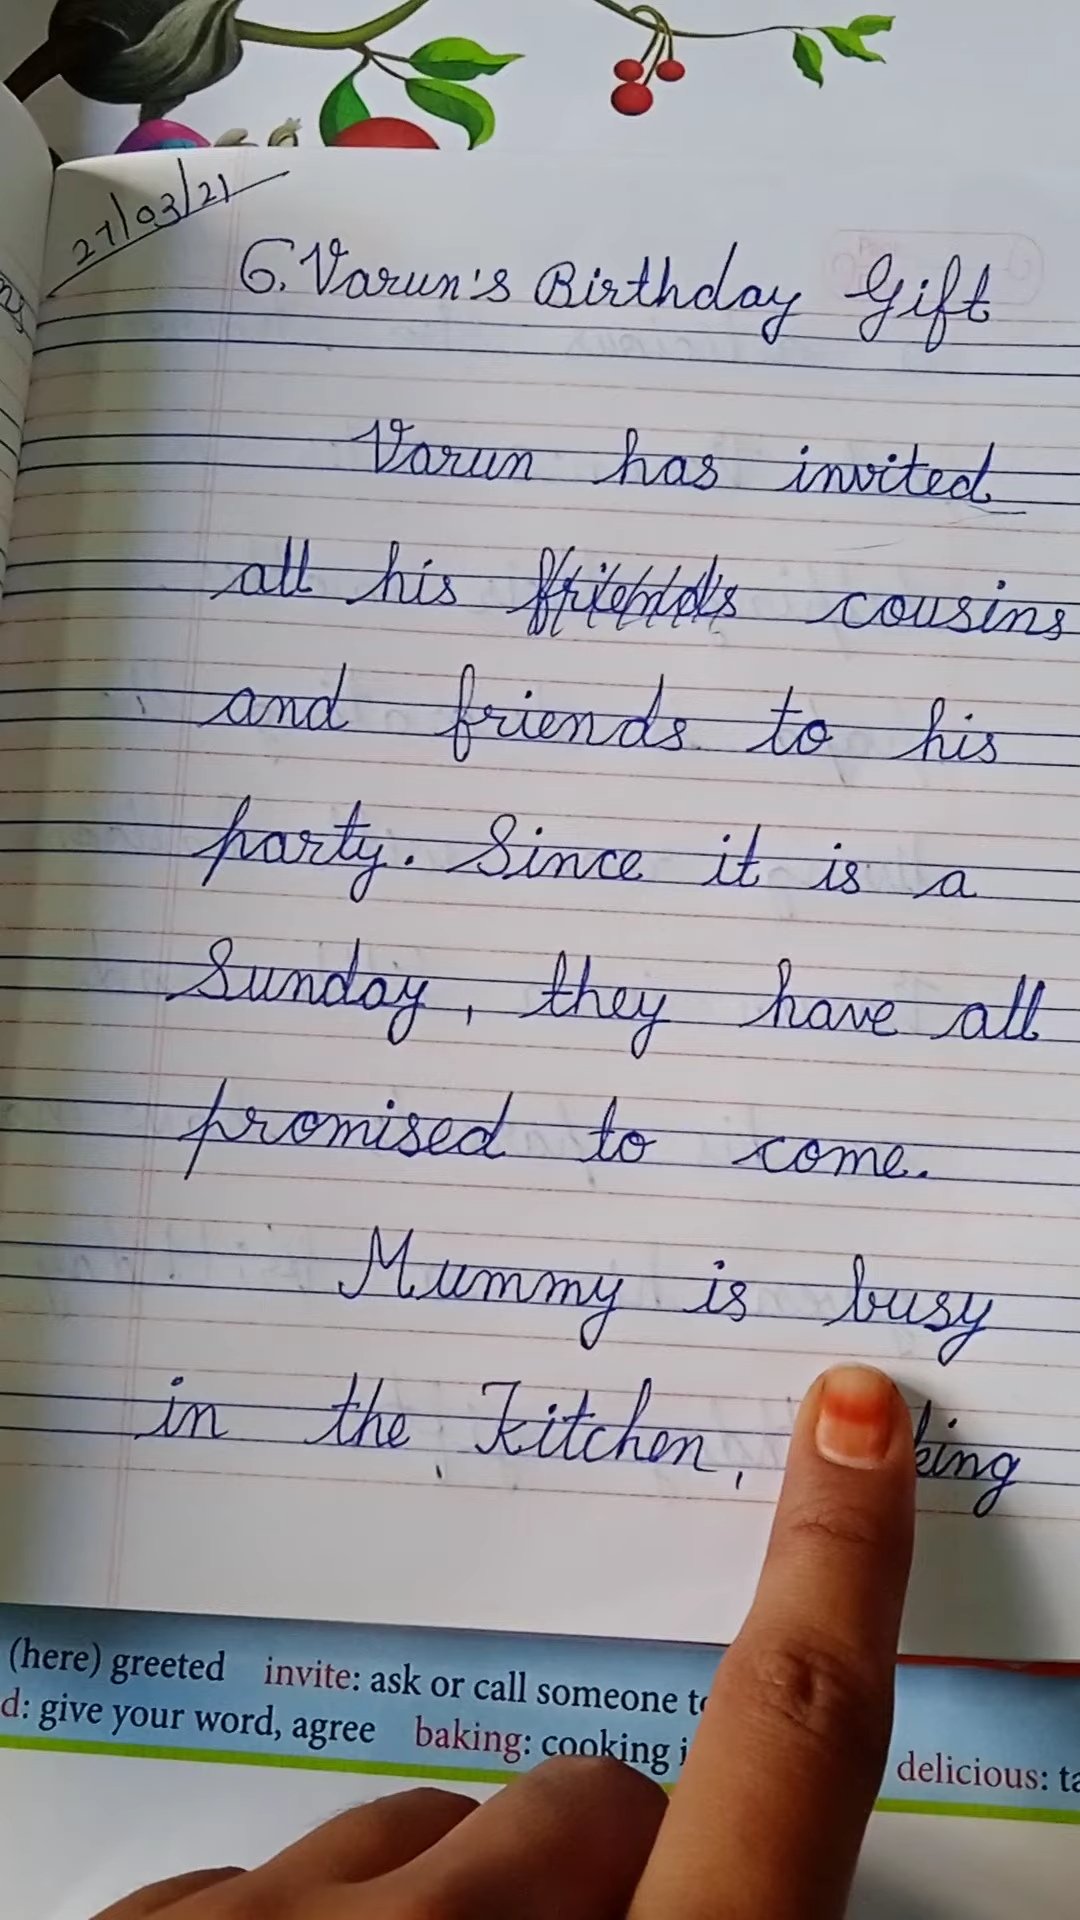 27/03/21
6. Varun's Birthday Gift
Varun has invited
all his friends cousins
and friends to his
party. Since it is a
Sunday, they have all
promised to come.
Mummy is busy
in the Kitchen,
(here) greeted invite: ask or call someone
give your word, agree baking: cooking delicious: